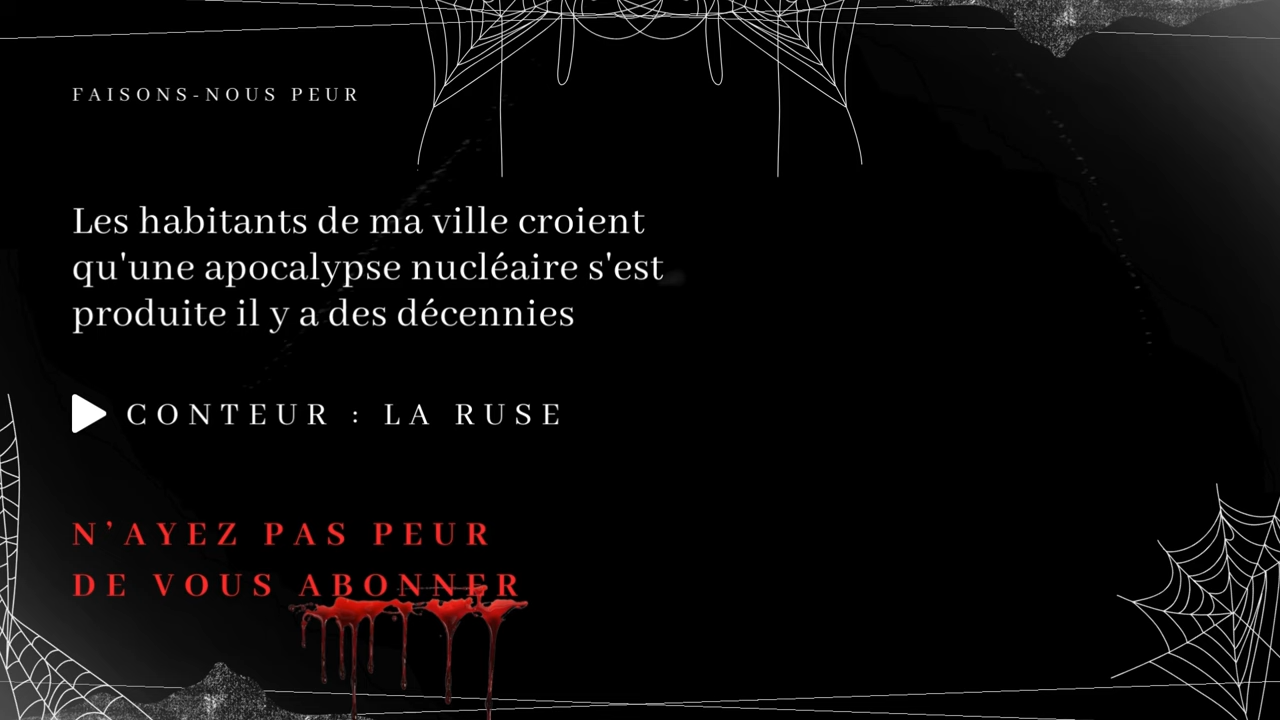 FAISONS-NOUS PEUR
Les habitants de ma ville croient
qu'une apocalypse nucléaire s'est
produite il y a des décennies
CONTEUR : LA RUSE
N’AYEZ PAS PEUR
DE VOUS ABONNER